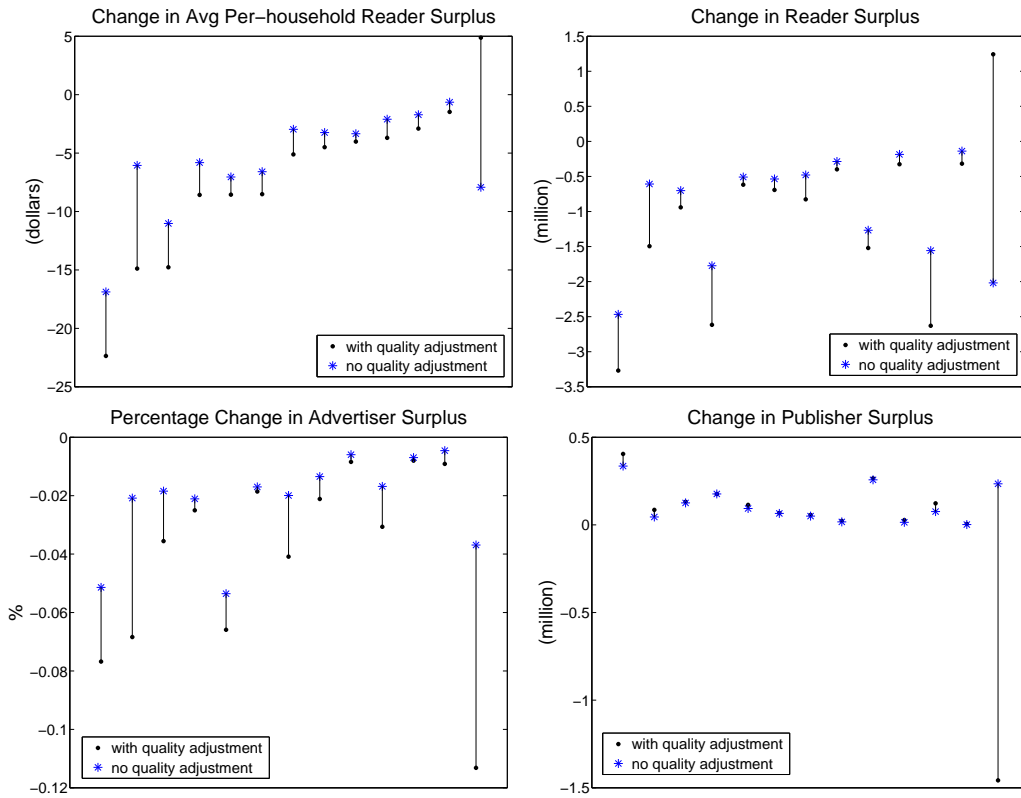 Change in Avg Per−household Reader Surplus
5
0
−5
−10
−15
−20
−25
(dollars)
with quality adjustment
no quality adjustment
Change in Reader Surplus
1.5
1
0.5
0
−0.5
−1
−1.5
−2
−2.5
−3
−3.5
(million)
with quality adjustment
no quality adjustment
Percentage Change in Advertiser Surplus
0
−0.02
−0.04
−0.06
−0.08
−0.1
−0.12
%
with quality adjustment
no quality adjustment
Change in Publisher Surplus
0.5
0
−0.5
−1
−1.5
(million)
with quality adjustment
no quality adjustment